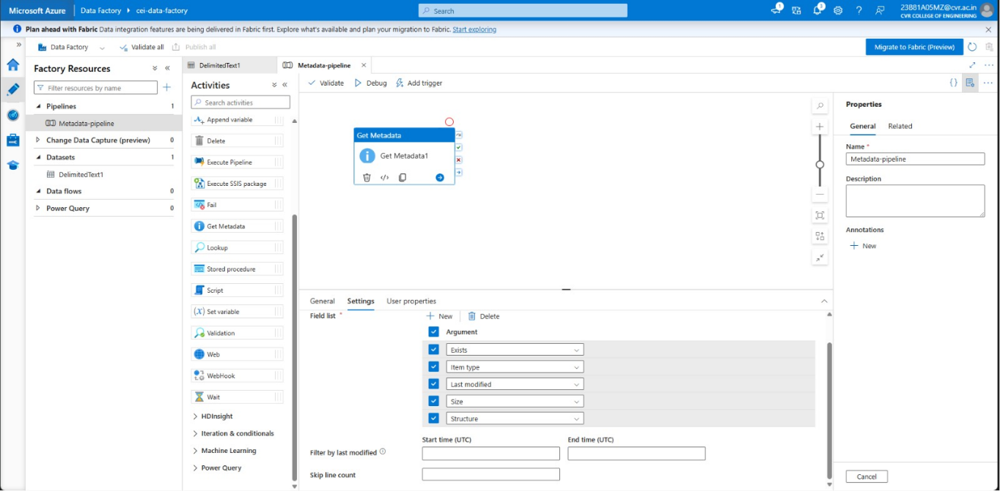 Microsoft Azure Data Factory cei-data-factory Search 23B81A05MZ@cvr.ac.in
CVR COLLEGE OF ENGINEERING
Plan ahead with Fabric Data integration features are being delivered in Fabric first. Explore what's available and plan your migration to Fabric. Start exploring
Data Factory Validate all Publish all Migrate to Fabric (Preview)
Factory Resources
Filter resources by name
Pipelines 1
Metadata-pipeline
Change Data Capture (preview) 0
Datasets 1
DelimitedText1
Data flows 0
Power Query 0
DelimitedText1 Metadata-pipeline
Activities
Search activities
Append variable
Delete
Execute Pipeline
Execute SSIS package
Fail
Get Metadata
Lookup
Stored procedure
Script
Set variable
Validation
Web
WebHook
Wait
HDInsight
Iteration & conditionals
Machine Learning
Power Query
Validate Debug Add trigger
Get Metadata
Get Metadata1
General Settings User properties
Field list * New Delete
Argument
Exists
Item type
Last modified
Size
Structure
Start time (UTC) End time (UTC)
Filter by last modified
Skip line count
Properties
General Related
Name *
Metadata-pipeline
Description
Annotations
New
Cancel